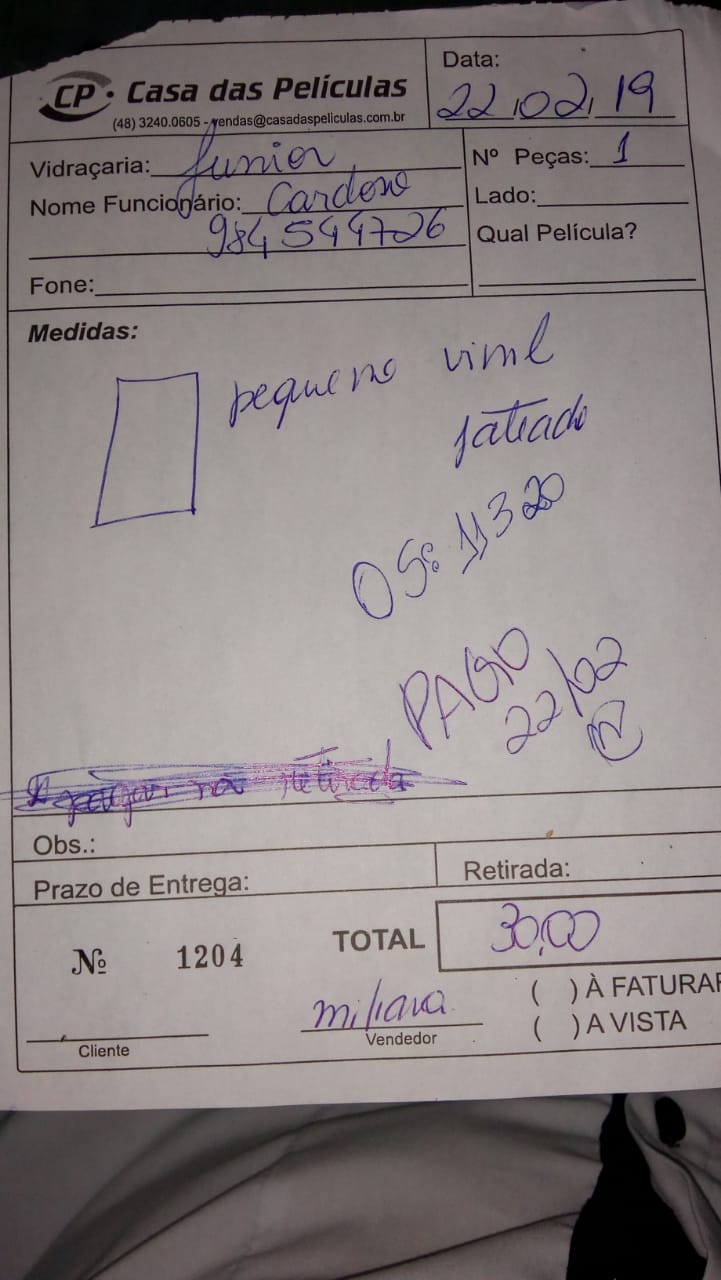 CP. Casa das Películas
(48) 3240.0605 - vendas@casadaspeliculas.com.br
Data:
22,02,19
Vidraçaria: Junior
Nº Peças: 1
Nome Funcionário: Cardoso
Lado:
984544726
Qual Película?
Fone:
Medidas:
pequeno vinil
jateado
OS: 11320
PAGO
22/02
Obs.:
Prazo de Entrega:
Retirada:
Nº 1204
TOTAL 30,00
( ) À FATURAR
( ) A VISTA
Cliente
Vendedor